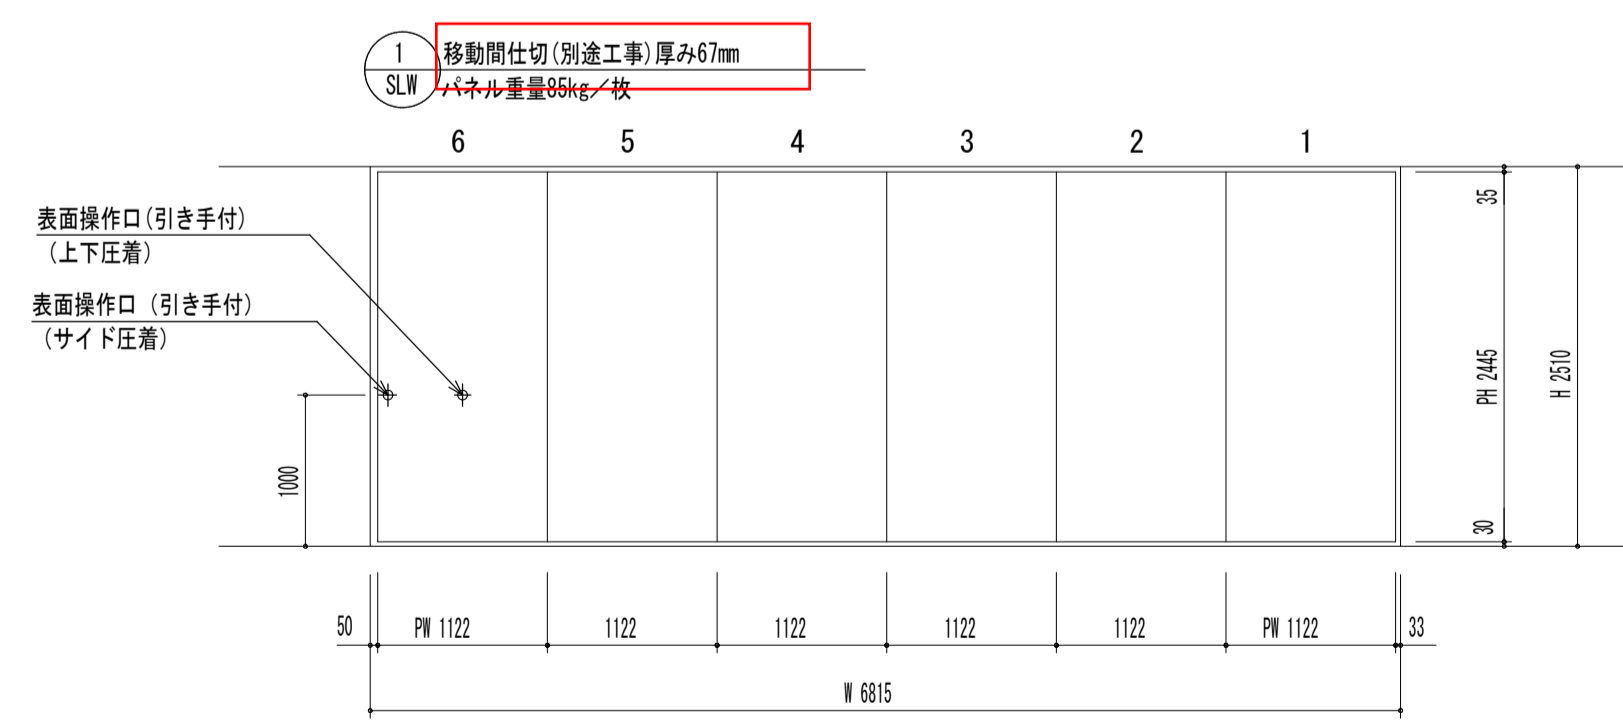 1
移動間仕切(別途工事)厚み67mm
SLW
パネル重量85kg／枚
6 5 4 3 2 1
表面操作口(引き手付)
(上下圧着)
表面操作口 (引き手付)
(サイド圧着)
1000
35
PH 2445
H 2510
30
50 PW 1122 1122 1122 1122 1122 PW 1122 33
W 6815